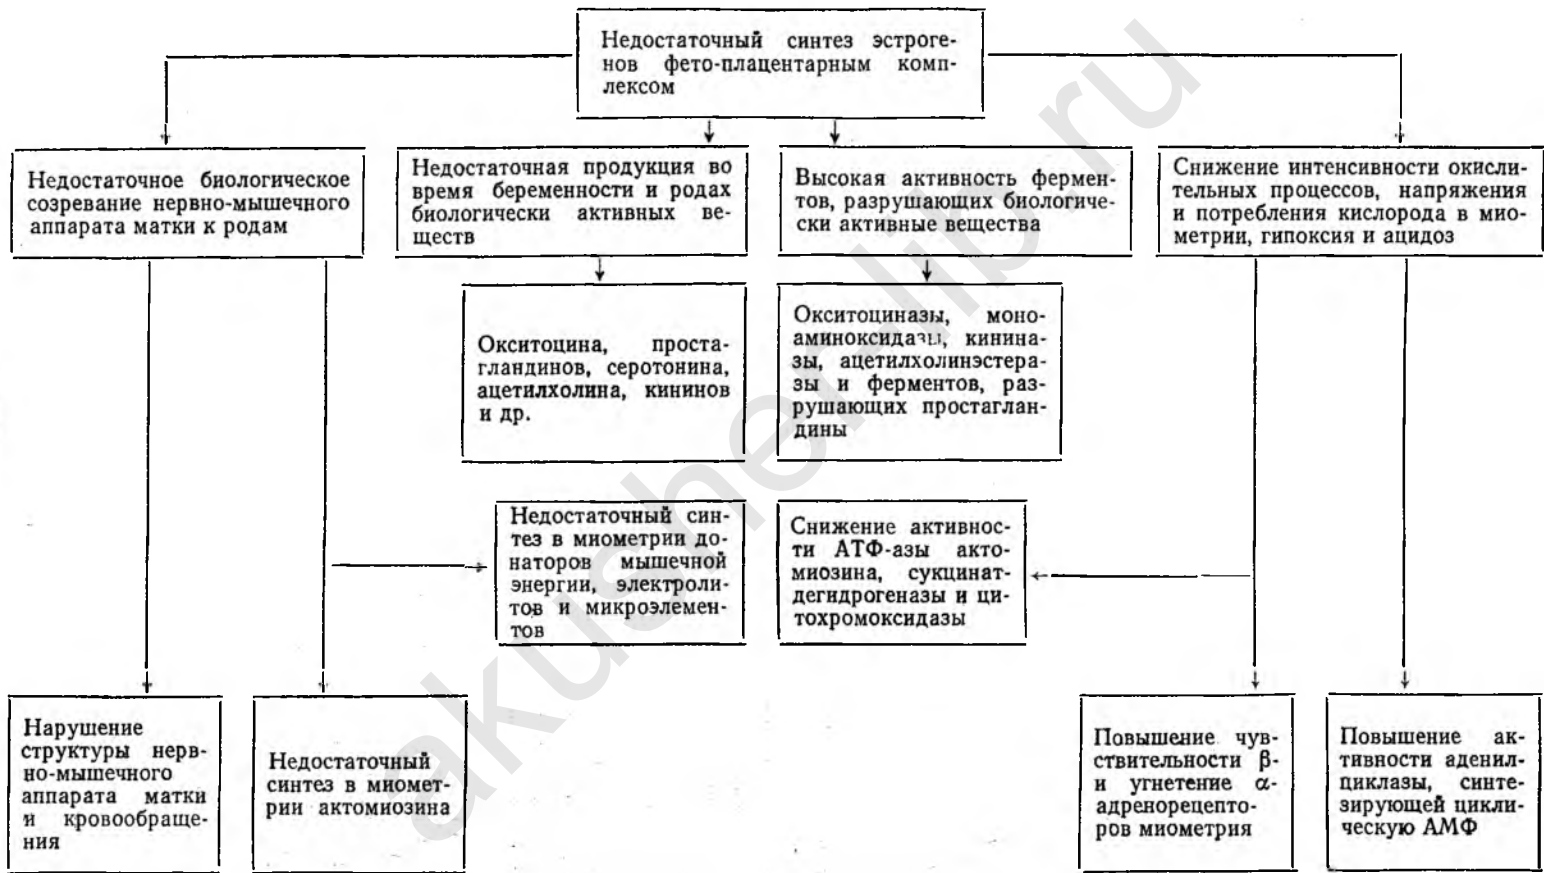 Недостаточный синтез эстроге-
нов фето-плацентарным комп-
лексом
Недостаточное биологическое
созревание нервно-мышечного
аппарата матки к родам
Недостаточная продукция во
время беременности и родах
биологически активных ве-
ществ
Высокая активность фермен-
тов, разрушающих биологиче-
ски активные вещества
Снижение интенсивности окисли-
тельных процессов, напряжения
и потребления кислорода в мио-
метрии, гипоксия и ацидоз
Окситоцина, проста-
гландинов, серотонина,
ацетилхолина, кининов
и др.
Окситоциназы, моно-
аминоксидазы, кинина-
зы, ацетилхолинэстера-
зы и ферментов, раз-
рушающих простаглан-
дины
Недостаточный син-
тез в миометрии до-
наторов мышечной
энергии, электроли-
тов и микроэлемен-
тов
Снижение активнос-
ти АТФ-азы акто-
миозина, сукцинат-
дегидрогеназы и ци-
тохромоксидазы
Нарушение
структуры нерв-
но-мышечного
аппарата матки
и кровообраще-
ния
Недостаточный
синтез в миомет-
рии актомиозина
Повышение чув-
ствительности β-
и угнетение α-
адренорецепто-
ров миометрия
Повышение ак-
тивности аденил-
циклазы, синте-
зирующей цикли-
ческую АМФ
akusher-lib.ru